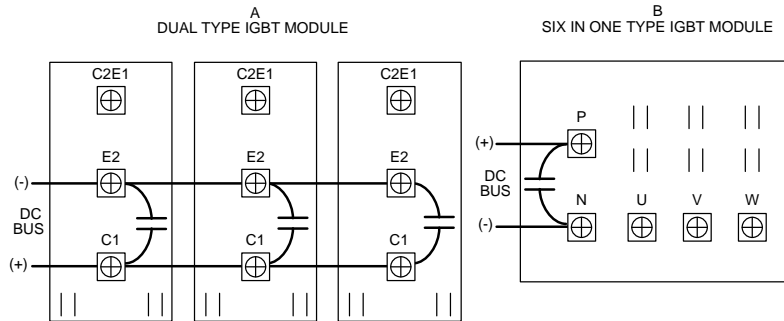 A
DUAL TYPE IGBT MODULE
C2E1 C2E1 C2E1
E2 E2 E2
(-)
DC
BUS
C1 C1 C1
(+)
B
SIX IN ONE TYPE IGBT MODULE
P
(+)
DC
BUS
N U V W
(-)